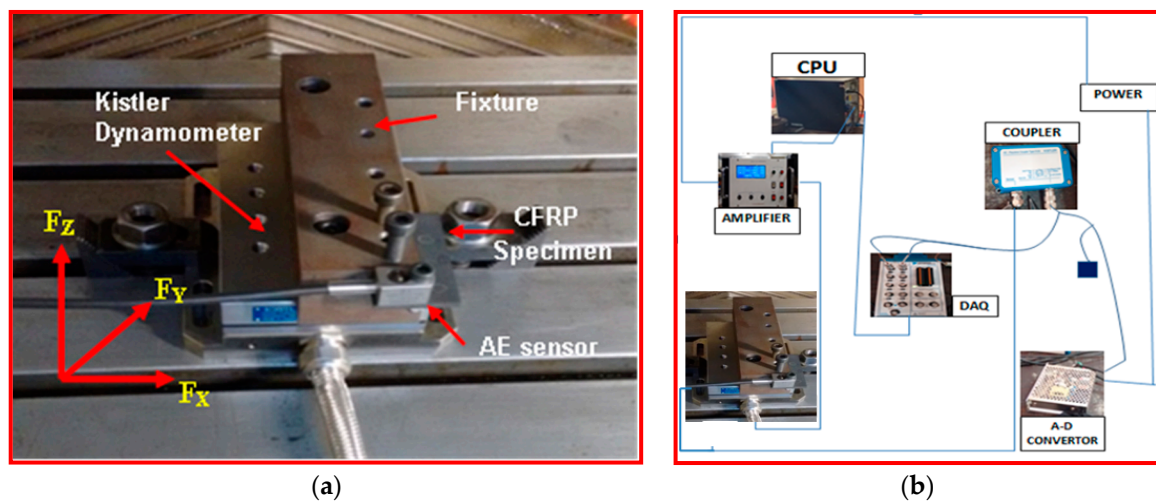 Kistler
Dynamometer
Fixture
CFRP
Specimen
AE sensor
FZ
FY
FX
(a)
CPU
POWER
COUPLER
AMPLIFIER
DAQ
A-D
CONVERTOR
(b)